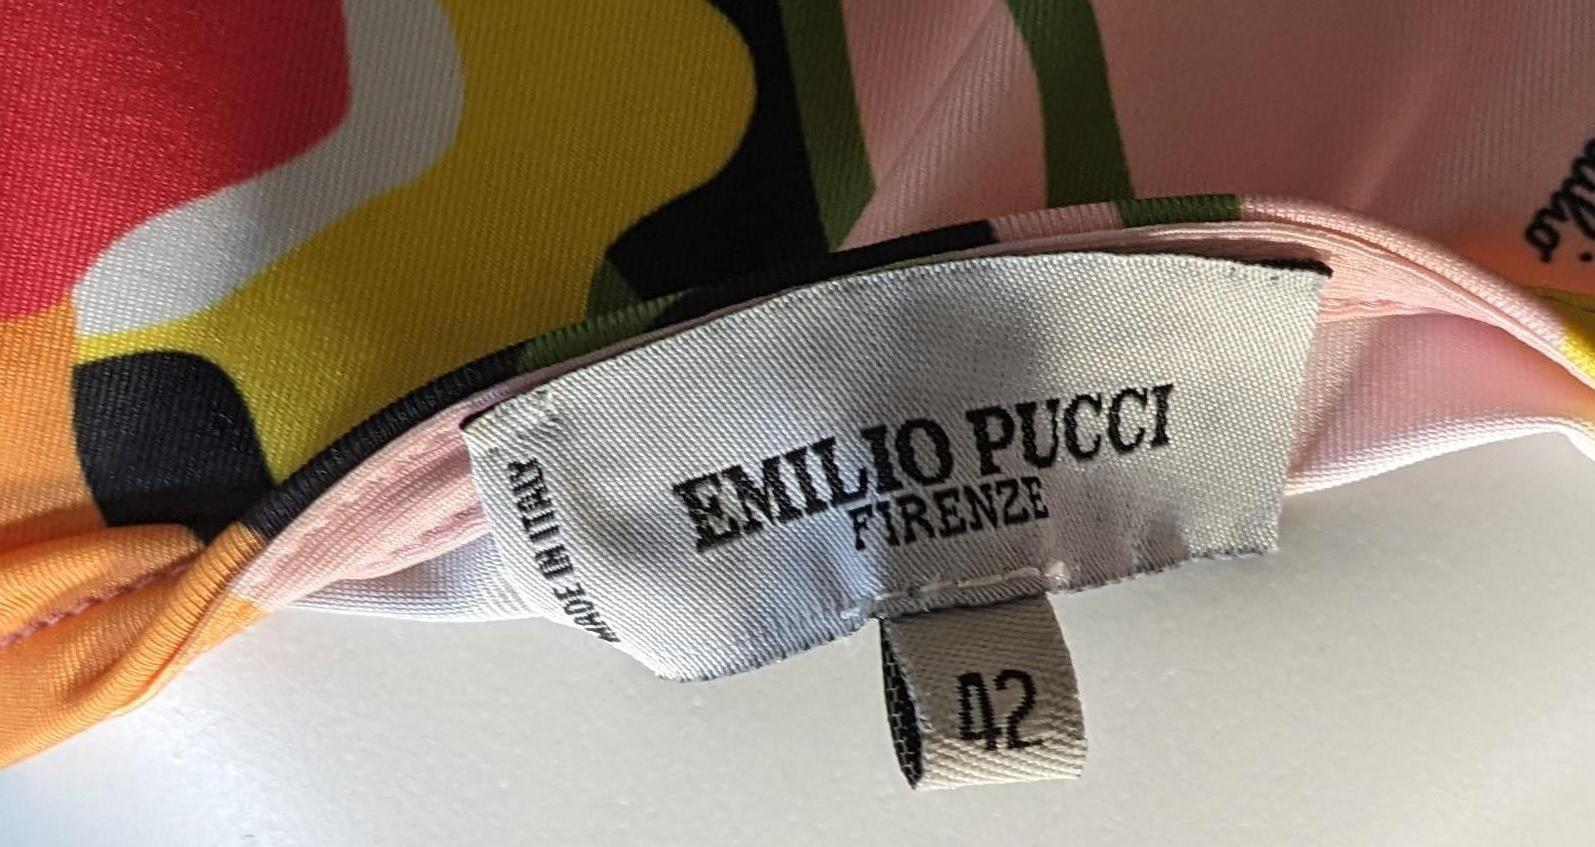 EMILIO PUCCI
FIRENZE
MADE IN ITALY
42